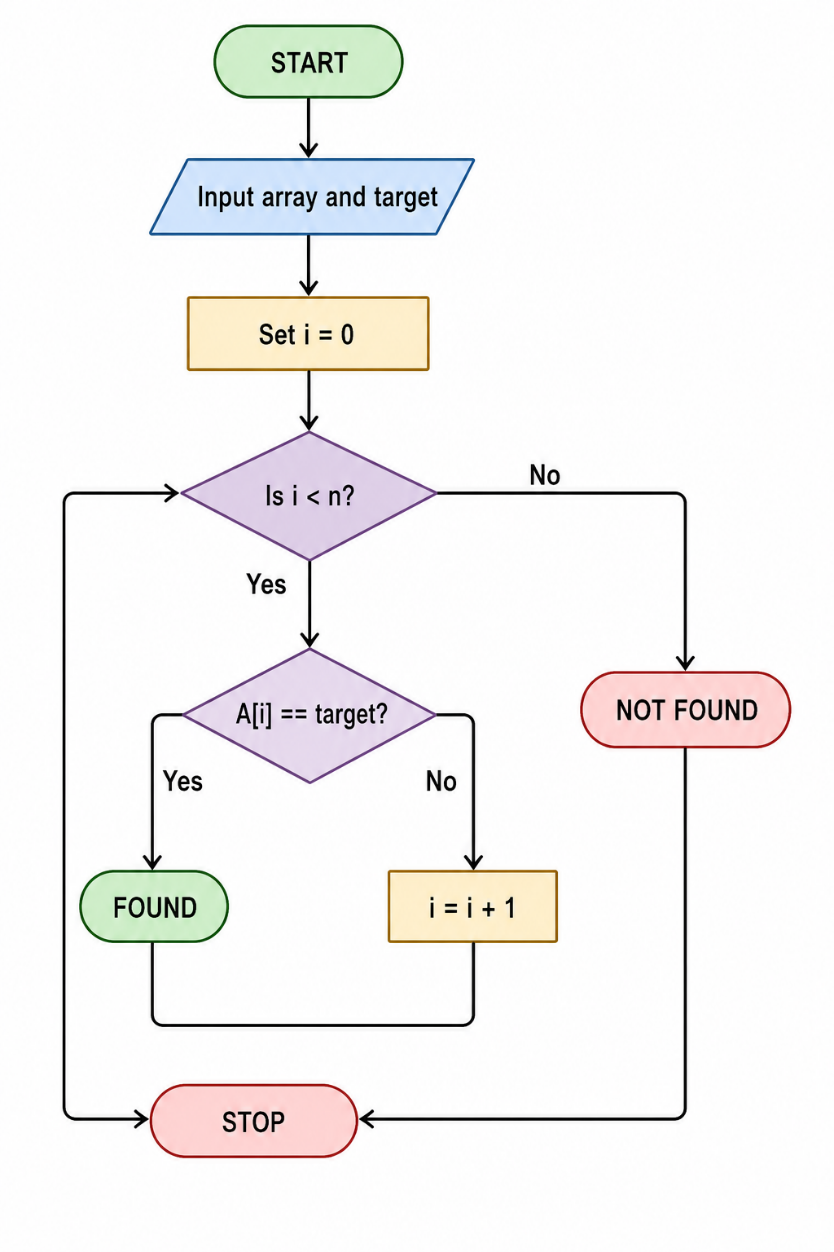 START
Input array and target
Set i = 0
Is i < n?
No
Yes
A[i] == target?
NOT FOUND
Yes
No
FOUND
i = i + 1
STOP